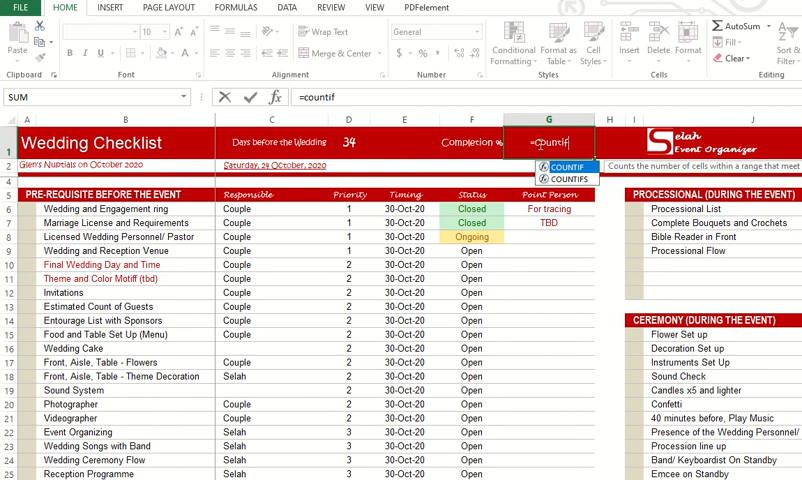 FILE HOME INSERT PAGE LAYOUT FORMULAS DATA REVIEW VIEW PDFelement
Paste
B I U
10
Wrap Text
Merge & Center
General
$ % ,
Conditional Formatting
Format as Table
Cell Styles
Insert Delete Format
AutoSum
Clear
Sort & Filter
Clipboard Font Alignment Number Styles Cells Editing
SUM =countif
A B C D E F G H I J
1 Wedding Checklist Days before the Wedding 34 Completion % =countif Selah
Event Organizer
COUNTIF Counts the number of cells within a range that meet
COUNTIFS
2 Glen's Nuptials on October 2020 Saturday, 24 October, 2020
4
5 PRE-REQUISITE BEFORE THE EVENT Responsible Priority Timing Status Point Person PROCESSIONAL (DURING THE EVENT)
6 Wedding and Engagement ring Couple 1 30-Oct-20 Closed For tracing Processional List
7 Marriage License and Requirements Couple 1 30-Oct-20 Closed TBD Complete Bouquets and Crochets
8 Licensed Wedding Personnel/ Pastor Couple 1 30-Oct-20 Ongoing Bible Reader in Front
9 Wedding and Reception Venue Couple 1 30-Oct-20 Open Processional Flow
10 Final Wedding Day and Time Couple 2 30-Oct-20 Open
11 Theme and Color Motiff (tbd) Couple 2 30-Oct-20 Open
12 Invitations Couple 2 30-Oct-20 Open
13 Estimated Count of Guests Couple 2 30-Oct-20 Open CEREMONY (DURING THE EVENT)
14 Entourage List with Sponsors Couple 2 30-Oct-20 Open Flower Set up
15 Food and Table Set Up (Menu) Couple 2 30-Oct-20 Open Decoration Set up
16 Wedding Cake 2 30-Oct-20 Open Instruments Set Up
17 Front, Aisle, Table - Flowers Couple 2 30-Oct-20 Open Sound Check
18 Front, Aisle, Table - Theme Decoration Selah 2 30-Oct-20 Open Candles x5 and lighter
19 Sound System 2 30-Oct-20 Open Confetti
20 Photographer Couple 2 30-Oct-20 Open 40 minutes before, Play Music
21 Videographer Couple 2 30-Oct-20 Open Presence of the Wedding Personnel/
22 Event Organizing Selah 3 30-Oct-20 Open Procession line up
23 Wedding Songs with Band Selah 3 30-Oct-20 Open Band/ Keyboardist On Standby
24 Wedding Ceremony Flow Selah 3 30-Oct-20 Open Emcee on Standby
25 Reception Programme Selah 3 30-Oct-20 Open